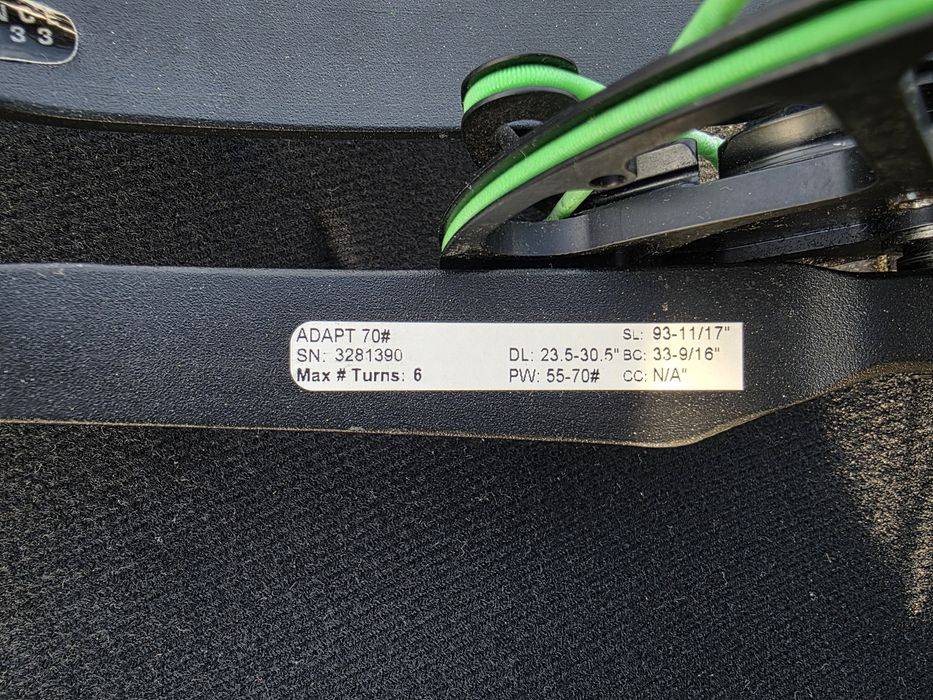 33
ADAPT 70# SL: 93-11/17"
SN: 3281390 DL: 23.5-30.5" BC: 33-9/16"
Max # Turns: 6 PW: 55-70# CC: N/A"